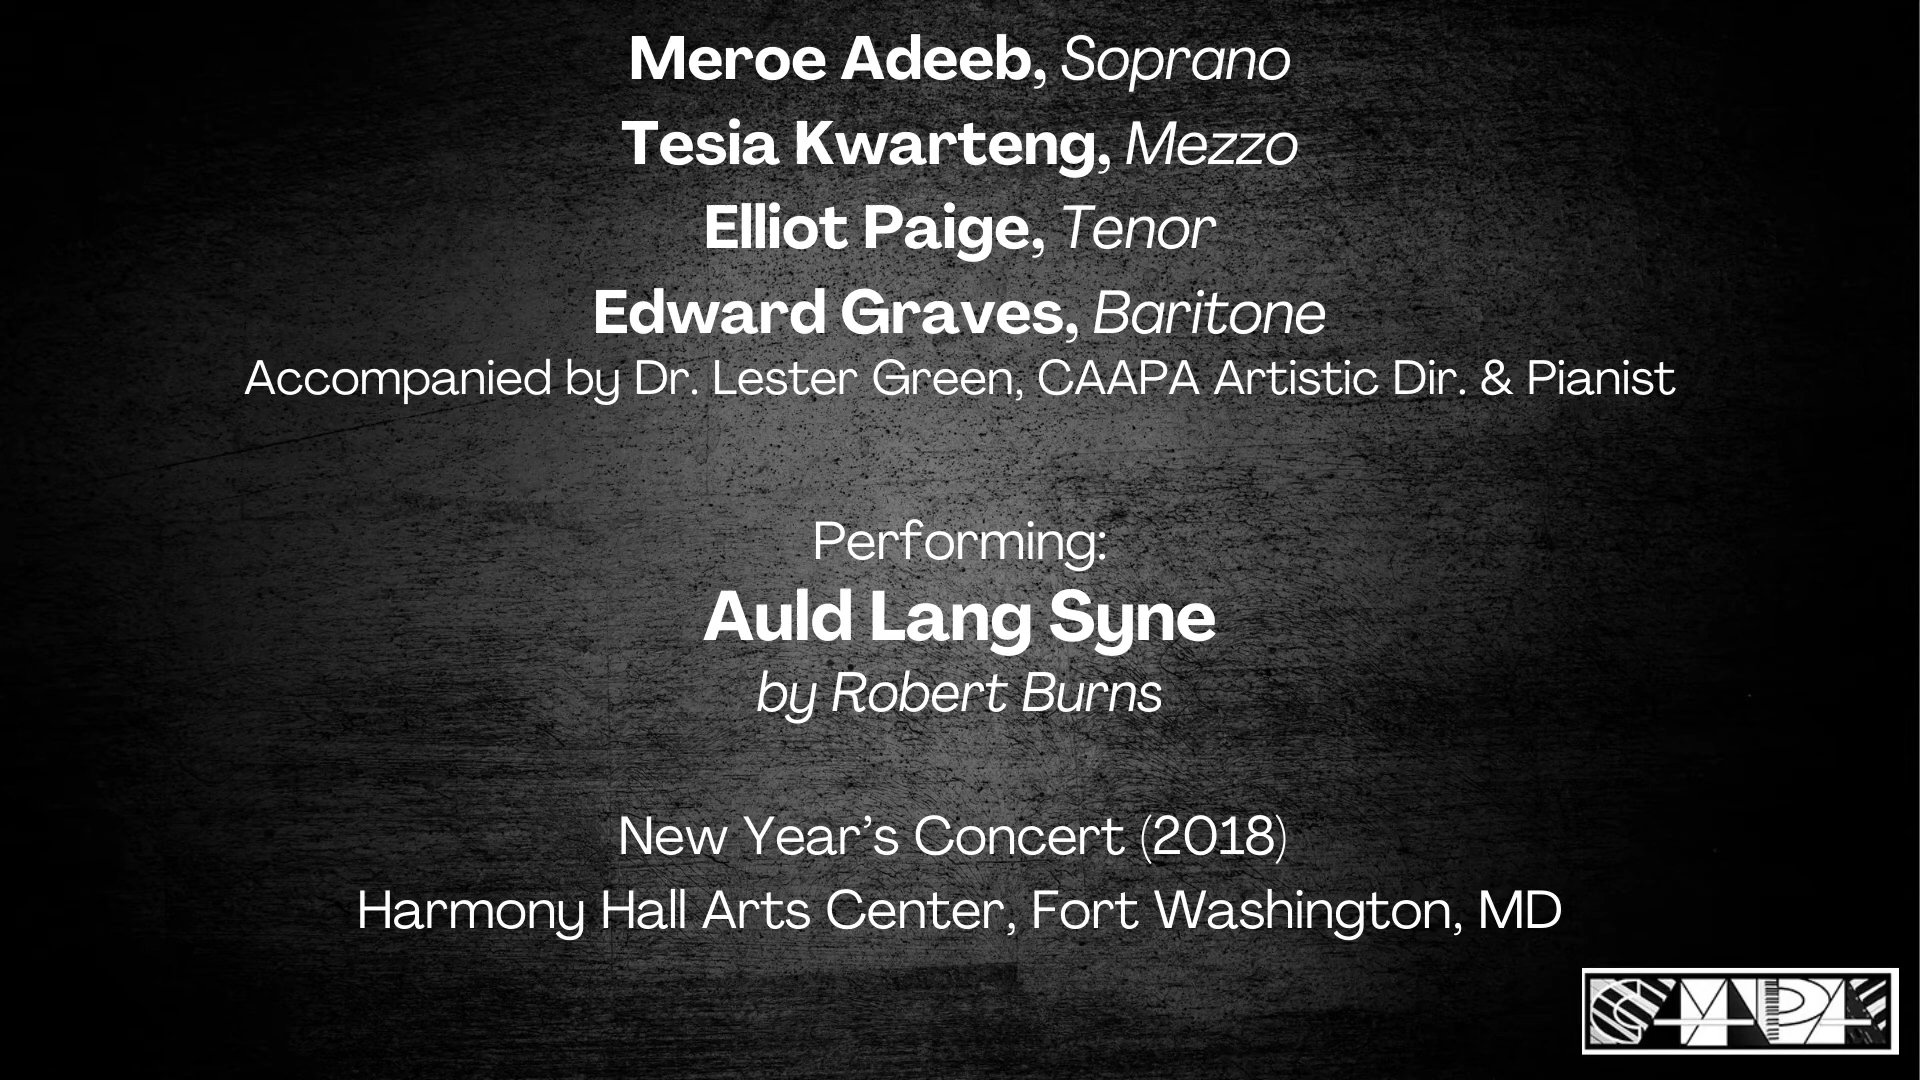 Meroe Adeeb, Soprano
Tesia Kwarteng, Mezzo
Elliot Paige, Tenor
Edward Graves, Baritone
Accompanied by Dr. Lester Green, CAAPA Artistic Dir. & Pianist
Performing:
Auld Lang Syne
by Robert Burns
New Year’s Concert (2018)
Harmony Hall Arts Center, Fort Washington, MD
CAAPA